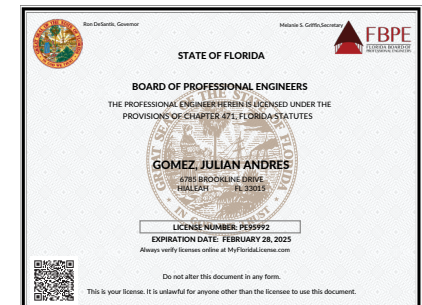 Ron DeSantis, Governor
Melanie S. Griffin,Secretary
FBPE
FLORIDA BOARD OF
PROFESSIONAL ENGINEERS
STATE OF FLORIDA
BOARD OF PROFESSIONAL ENGINEERS
THE PROFESSIONAL ENGINEER HEREIN IS LICENSED UNDER THE
PROVISIONS OF CHAPTER 471, FLORIDA STATUTES
GOMEZ, JULIAN ANDRES
6785 BROOKLINE DRIVE
HIALEAH FL 33015
LICENSE NUMBER: PE95992
EXPIRATION DATE: FEBRUARY 28, 2025
Always verify licenses online at MyFloridaLicense.com
Do not alter this document in any form.
This is your license. It is unlawful for anyone other than the licensee to use this document.